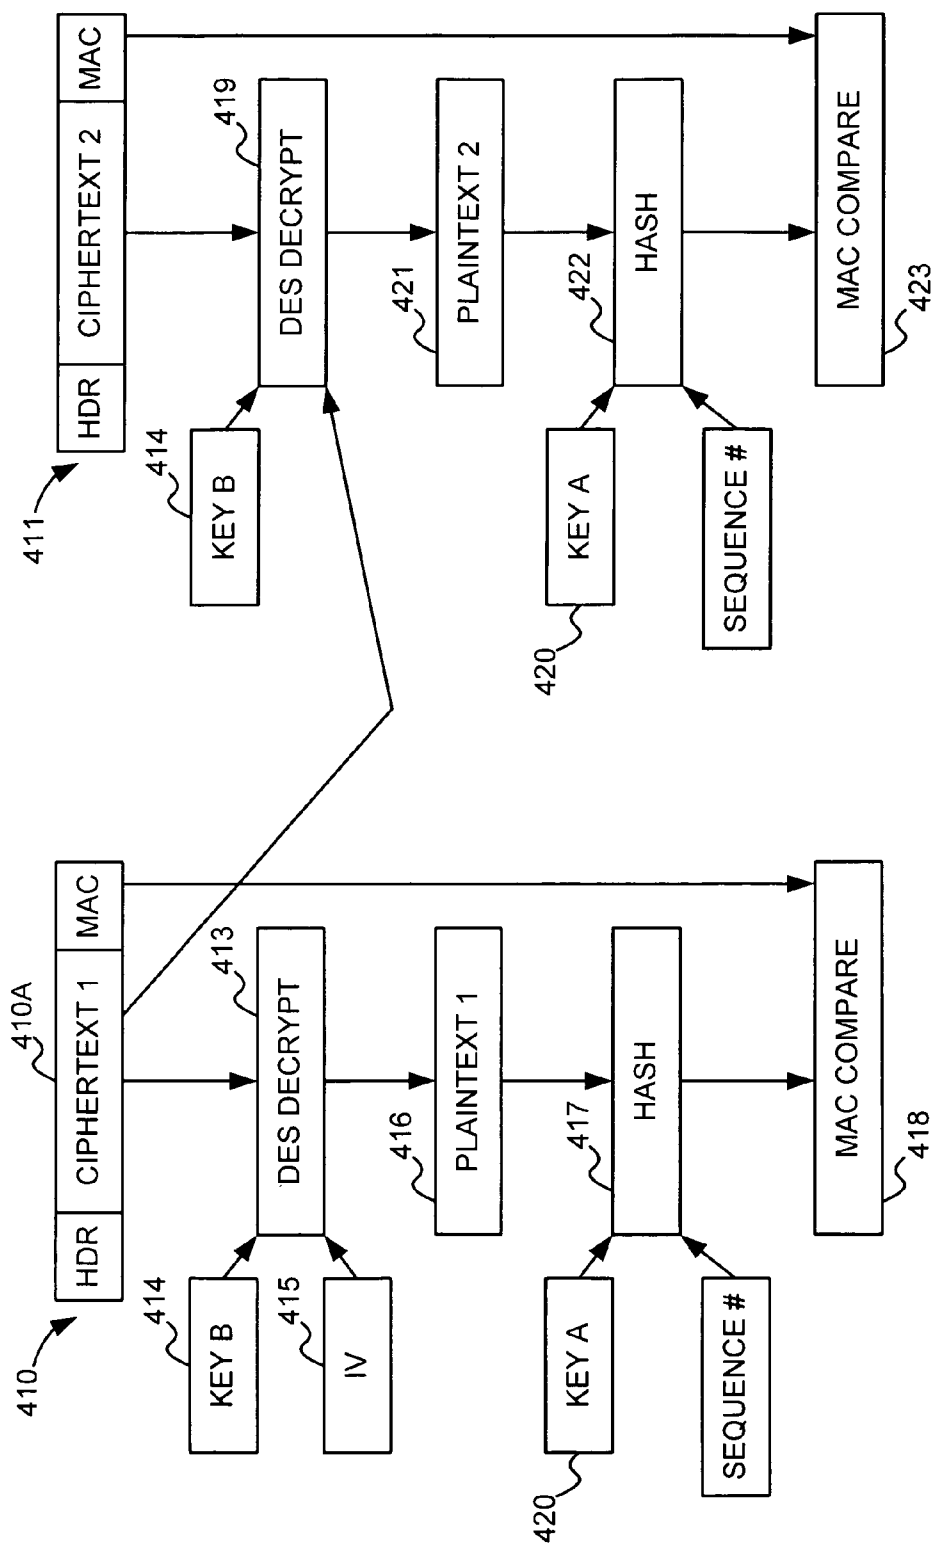 410
410A
HDR
CIPHERTEXT 1
MAC
414
KEY B
413
DES DECRYPT
415
IV
416
PLAINTEXT 1
417
HASH
KEY A
420
SEQUENCE #
MAC COMPARE
418
411
HDR
CIPHERTEXT 2
MAC
414
KEY B
419
DES DECRYPT
421
PLAINTEXT 2
422
HASH
KEY A
420
SEQUENCE #
MAC COMPARE
423